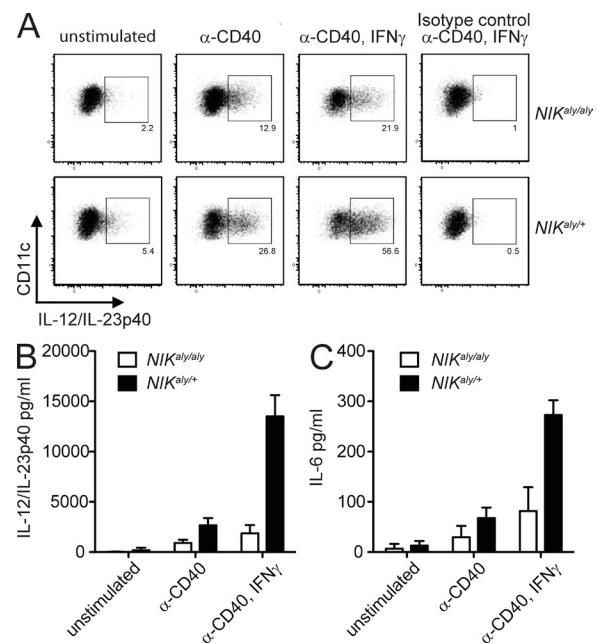 A
unstimulated
α-CD40
α-CD40, IFNγ
Isotype control
α-CD40, IFNγ
2.2
12.9
21.9
1
NIKaly/aly
5.4
26.8
56.6
0.5
NIKaly/+
CD11c
IL-12/IL-23p40
B
NIKaly/aly
NIKaly/+
IL-12/IL-23p40 pg/ml
20000
15000
10000
5000
0
unstimulated
α-CD40
α-CD40, IFNγ
C
NIKaly/aly
NIKaly/+
IL-6 pg/ml
400
300
200
100
0
unstimulated
α-CD40
α-CD40, IFNγ